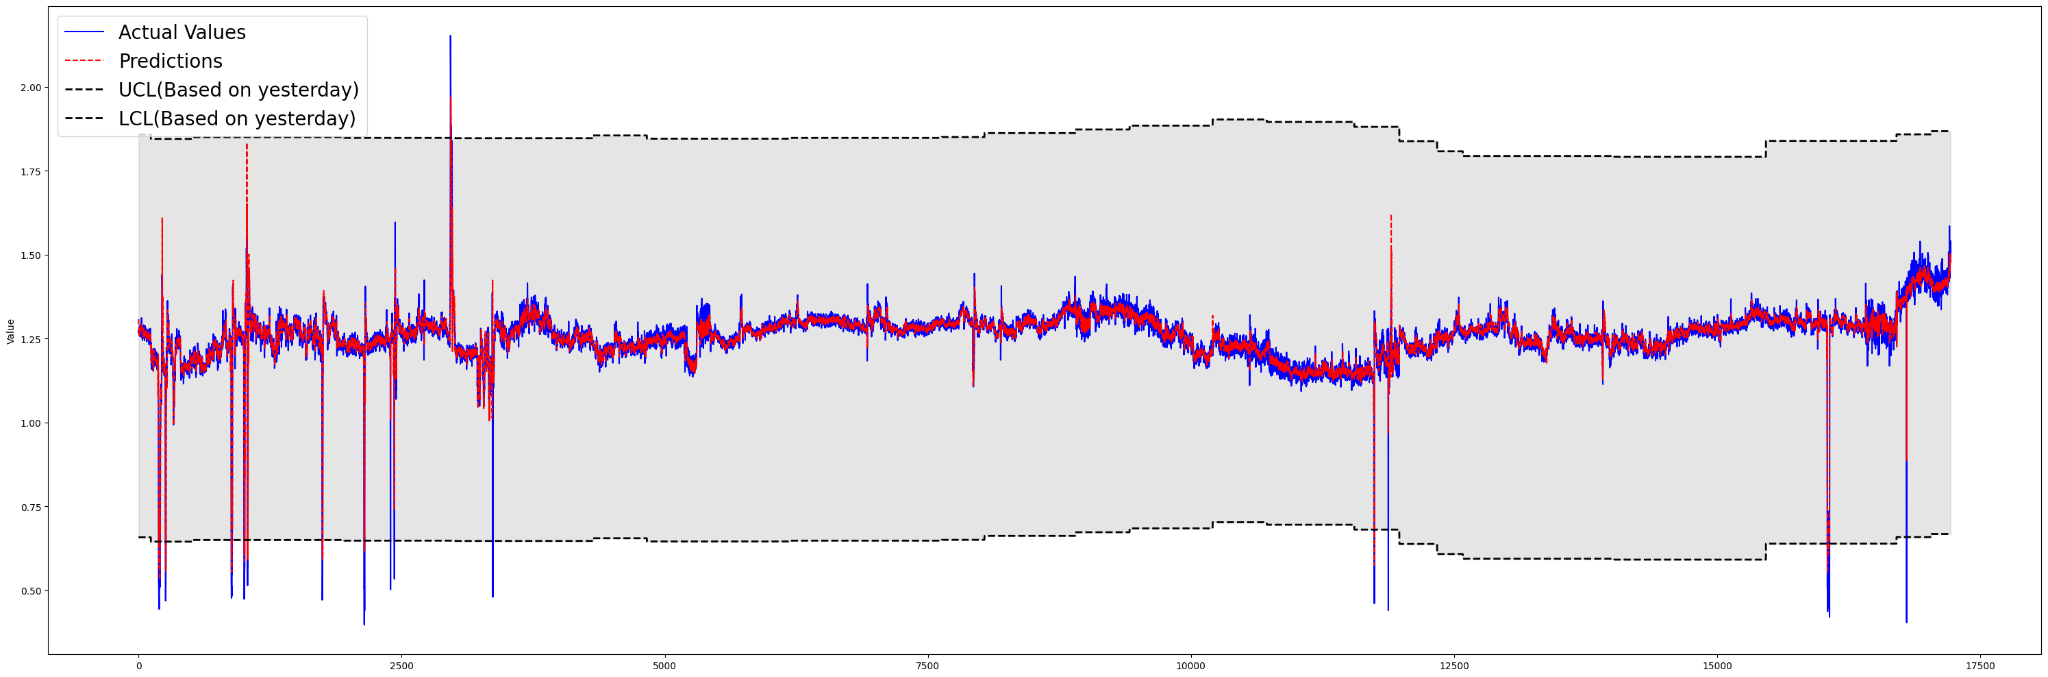 Actual Values
Predictions
UCL(Based on yesterday)
LCL(Based on yesterday)
Value
2.00
1.75
1.50
1.25
1.00
0.75
0.50
0 2500 5000 7500 10000 12500 15000 17500